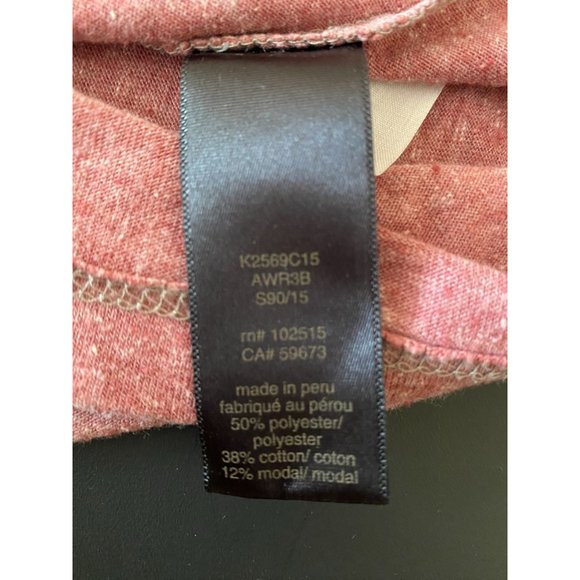 K2569C15
AWR3B
S90/15
rn# 102515
CA# 59673
made in peru
fabriqué au pérou
50% polyester/
polyester
38% cotton/ coton
12% modal/ modal